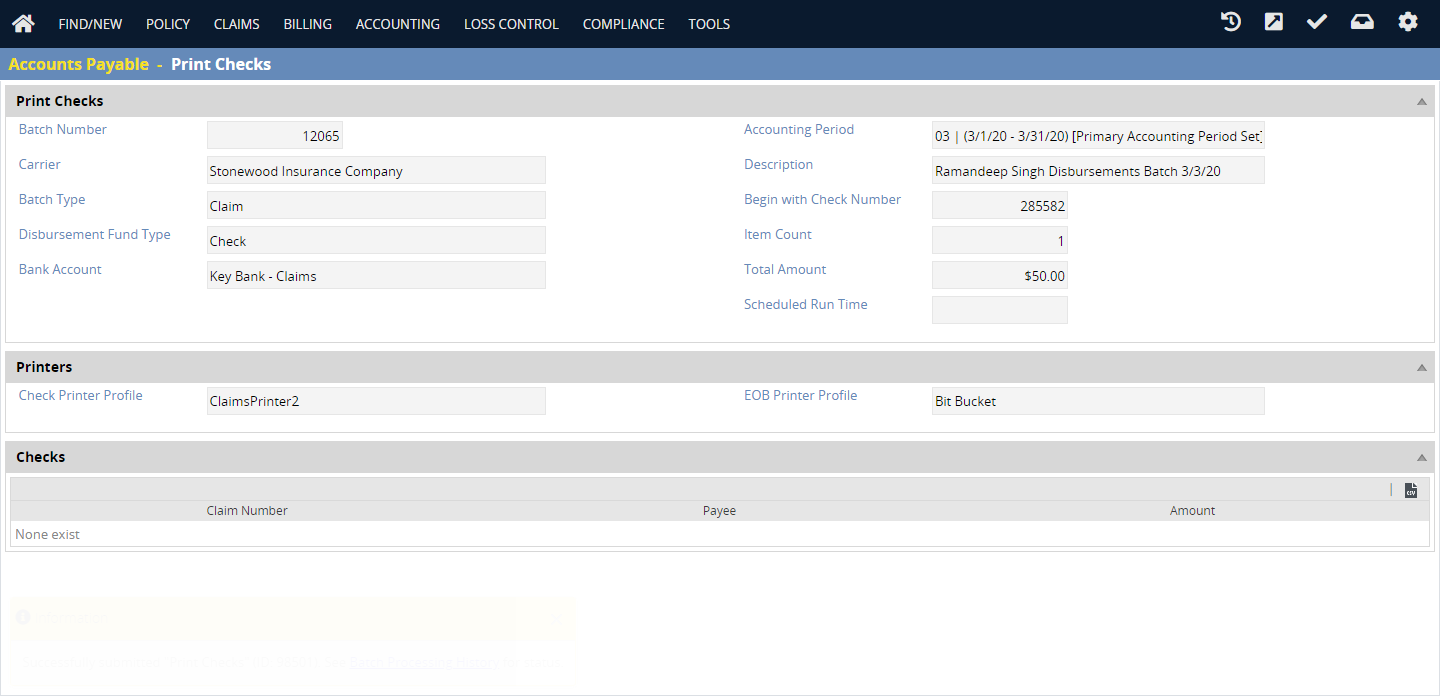 FIND/NEW POLICY CLAIMS BILLING ACCOUNTING LOSS CONTROL COMPLIANCE TOOLS
Accounts Payable - Print Checks
Print Checks
Batch Number 12065 Accounting Period 03 | (3/1/20 - 3/31/20) [Primary Accounting Period Set]
Carrier Stonewood Insurance Company Description Ramandeep Singh Disbursements Batch 3/3/20
Batch Type Claim Begin with Check Number 285582
Disbursement Fund Type Check Item Count 1
Bank Account Key Bank - Claims Total Amount $50.00
Scheduled Run Time
Printers
Check Printer Profile ClaimsPrinter2 EOB Printer Profile Bit Bucket
Checks
| CSV
Claim Number Payee Amount
None exist